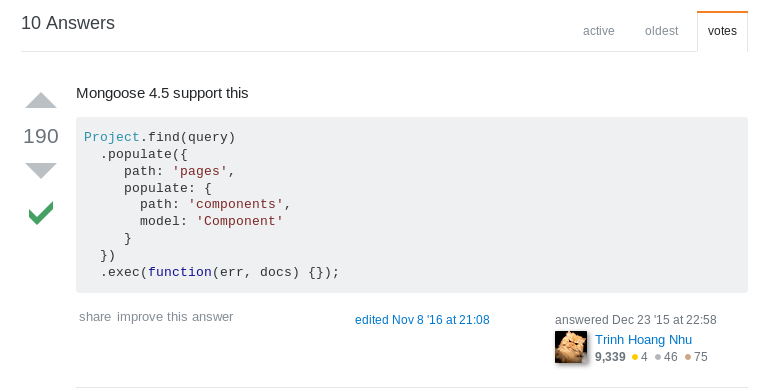 10 Answers
active oldest votes
Mongoose 4.5 support this
190
Project.find(query)
  .populate({
     path: 'pages',
     populate: {
       path: 'components',
       model: 'Component'
     }
  })
  .exec(function(err, docs) {});
share improve this answer
edited Nov 8 '16 at 21:08
answered Dec 23 '15 at 22:58
Trinh Hoang Nhu
9,339 ●4 ●46 ●75